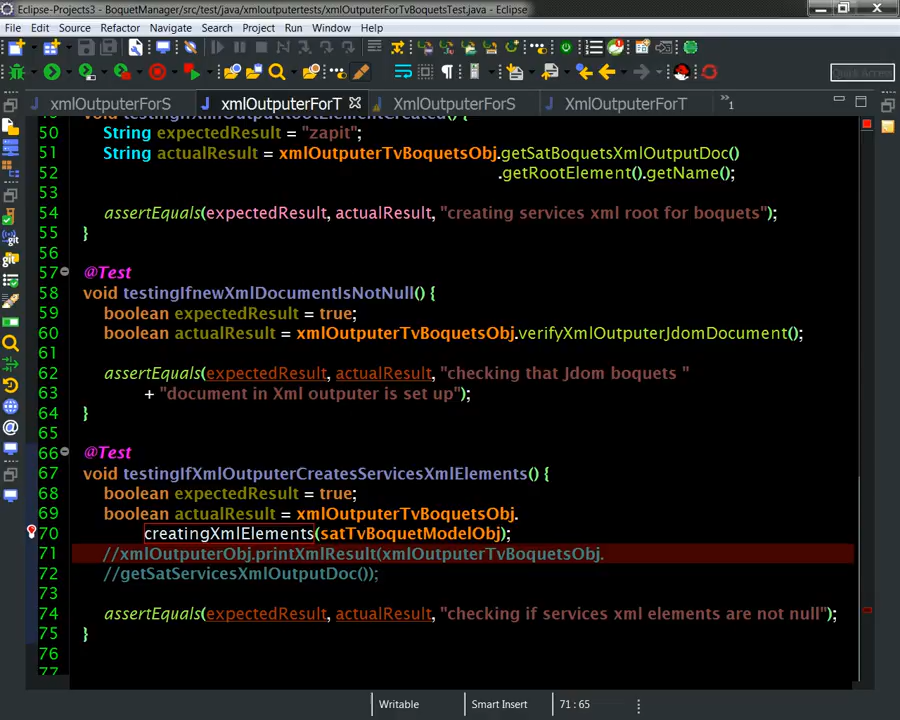 Eclipse-Projects3 - BoquetManager/src/test/java/xmloutputertests/xmlOutputerForTvBoquetsTest.java - Eclipse
File Edit Source Refactor Navigate Search Project Run Window Help
Quick Access
xmlOutputerForS xmlOutputerForT xmlOutputerForS xmlOutputerForT »1
50 String expectedResult = "zapit";
51 String actualResult = xmlOutputerTvBoquetsObj.getSatBoquetsXmlOutputDoc()
52 .getRootElement().getName();
53
54 assertEquals(expectedResult, actualResult, "creating services xml root for boquets");
55 }
56
57 @Test
58 void testingIfnewXmlDocumentIsNotNull() {
59 boolean expectedResult = true;
60 boolean actualResult = xmlOutputerTvBoquetsObj.verifyXmlOutputerJdomDocument();
61
62 assertEquals(expectedResult, actualResult, "checking that Jdom boquets "
63 + "document in Xml outputer is set up");
64 }
65
66 @Test
67 void testingIfXmlOutputerCreatesServicesXmlElements() {
68 boolean expectedResult = true;
69 boolean actualResult = xmlOutputerTvBoquetsObj.
70 creatingXmlElements(satTvBoquetModelObj);
71 //xmlOutputerObj.printXmlResult(xmlOutputerTvBoquetsObj.
72 //getSatServicesXmlOutputDoc());
73
74 assertEquals(expectedResult, actualResult, "checking if services xml elements are not null");
75 }
76
77
Writable Smart Insert 71 : 65